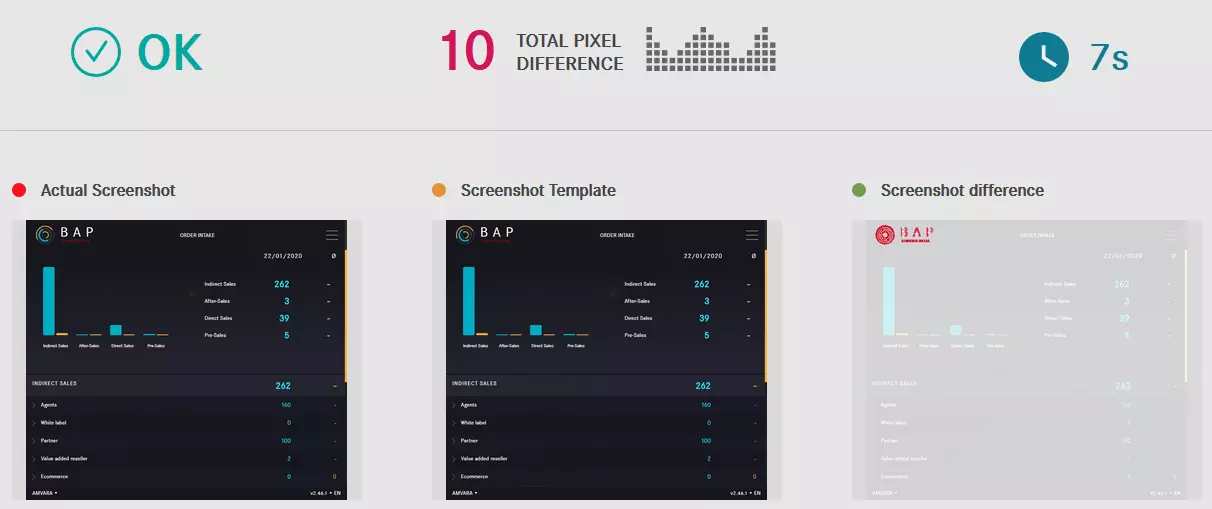 OK
10 TOTAL PIXEL
DIFFERENCE
7s
Actual Screenshot
BAP
ORDER INTAKE
22/01/2020 Ø
Indirect Sales 262 -
After-Sales 3 -
Direct Sales 39 -
Pre-Sales 5 -
Indirect Sales After-Sales Direct Sales Pre-Sales
INDIRECT SALES 262 -
Agents 160 -
White label 0 -
Partner 100 -
Value added reseller 2 -
Ecommerce 0 0
AMVARA • v2.46.1 • EN
Screenshot Template
BAP
ORDER INTAKE
22/01/2020 Ø
Indirect Sales 262 -
After-Sales 3 -
Direct Sales 39 -
Pre-Sales 5 -
Indirect Sales After-Sales Direct Sales Pre-Sales
INDIRECT SALES 262 -
Agents 160 -
White label 0 -
Partner 100 -
Value added reseller 2 -
Ecommerce 0 0
AMVARA • v2.46.1 • EN
Screenshot difference
BAP
ORDER INTAKE
22/01/2020 Ø
Indirect Sales 262 -
After-Sales 3 -
Direct Sales 39 -
Pre-Sales 5 -
Indirect Sales After-Sales Direct Sales Pre-Sales
INDIRECT SALES 262 -
Agents 160 -
White label 0 -
Partner 100 -
Value added reseller 2 -
Ecommerce 0 0
AMVARA • v2.46.1 • EN